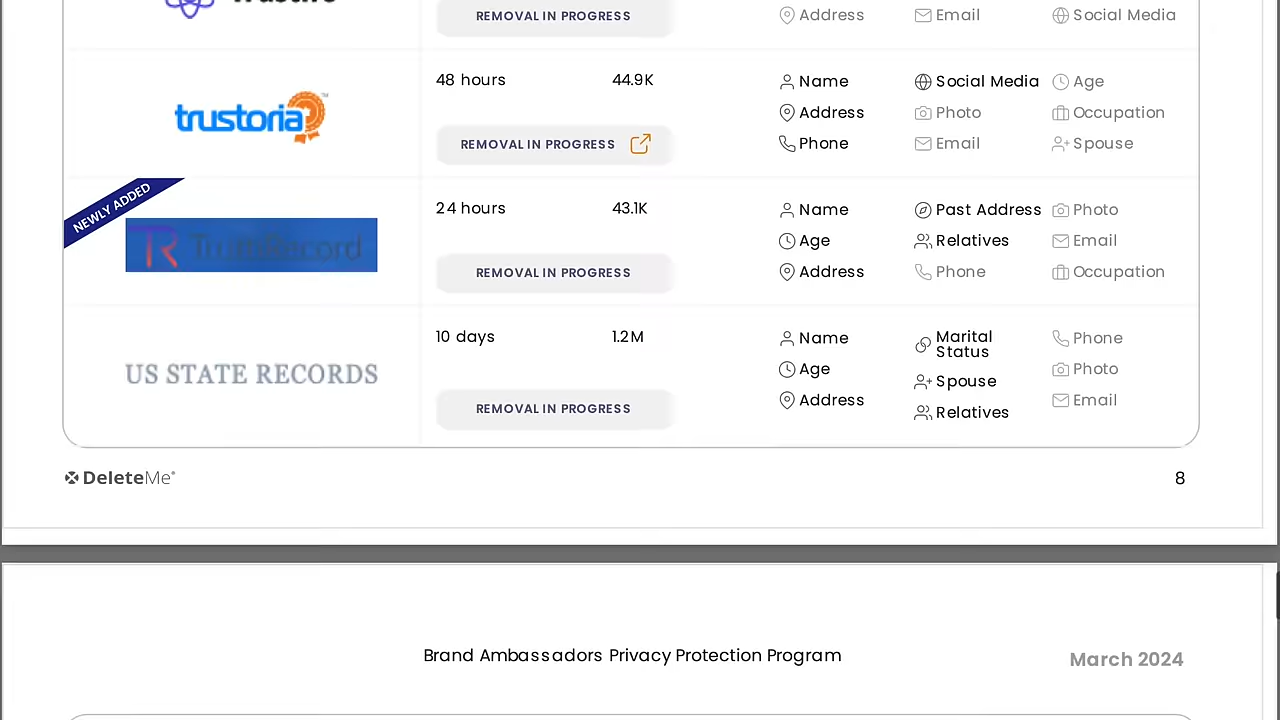 REMOVAL IN PROGRESS
Address
Email
Social Media
trustoria™
48 hours
44.9K
REMOVAL IN PROGRESS
Name
Address
Phone
Social Media
Photo
Email
Age
Occupation
Spouse
NEWLY ADDED
TruthRecord
24 hours
43.1K
REMOVAL IN PROGRESS
Name
Age
Address
Past Address
Relatives
Phone
Photo
Email
Occupation
US STATE RECORDS
10 days
1.2M
REMOVAL IN PROGRESS
Name
Age
Address
Marital
Status
Spouse
Relatives
Phone
Photo
Email
DeleteMe®
8
Brand Ambassadors Privacy Protection Program
March 2024